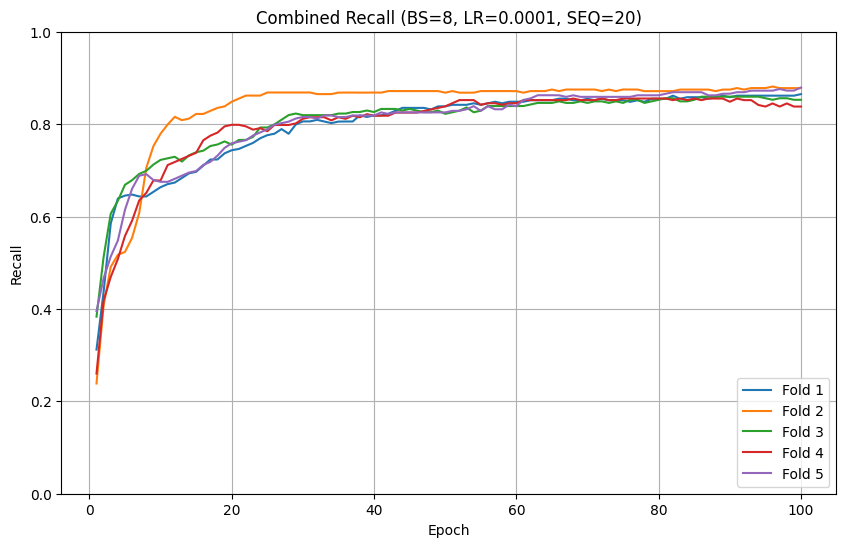 Combined Recall (BS=8, LR=0.0001, SEQ=20)
1.0
0.8
0.6
0.4
0.2
0.0
Recall
0 20 40 60 80 100
Epoch
Fold 1
Fold 2
Fold 3
Fold 4
Fold 5